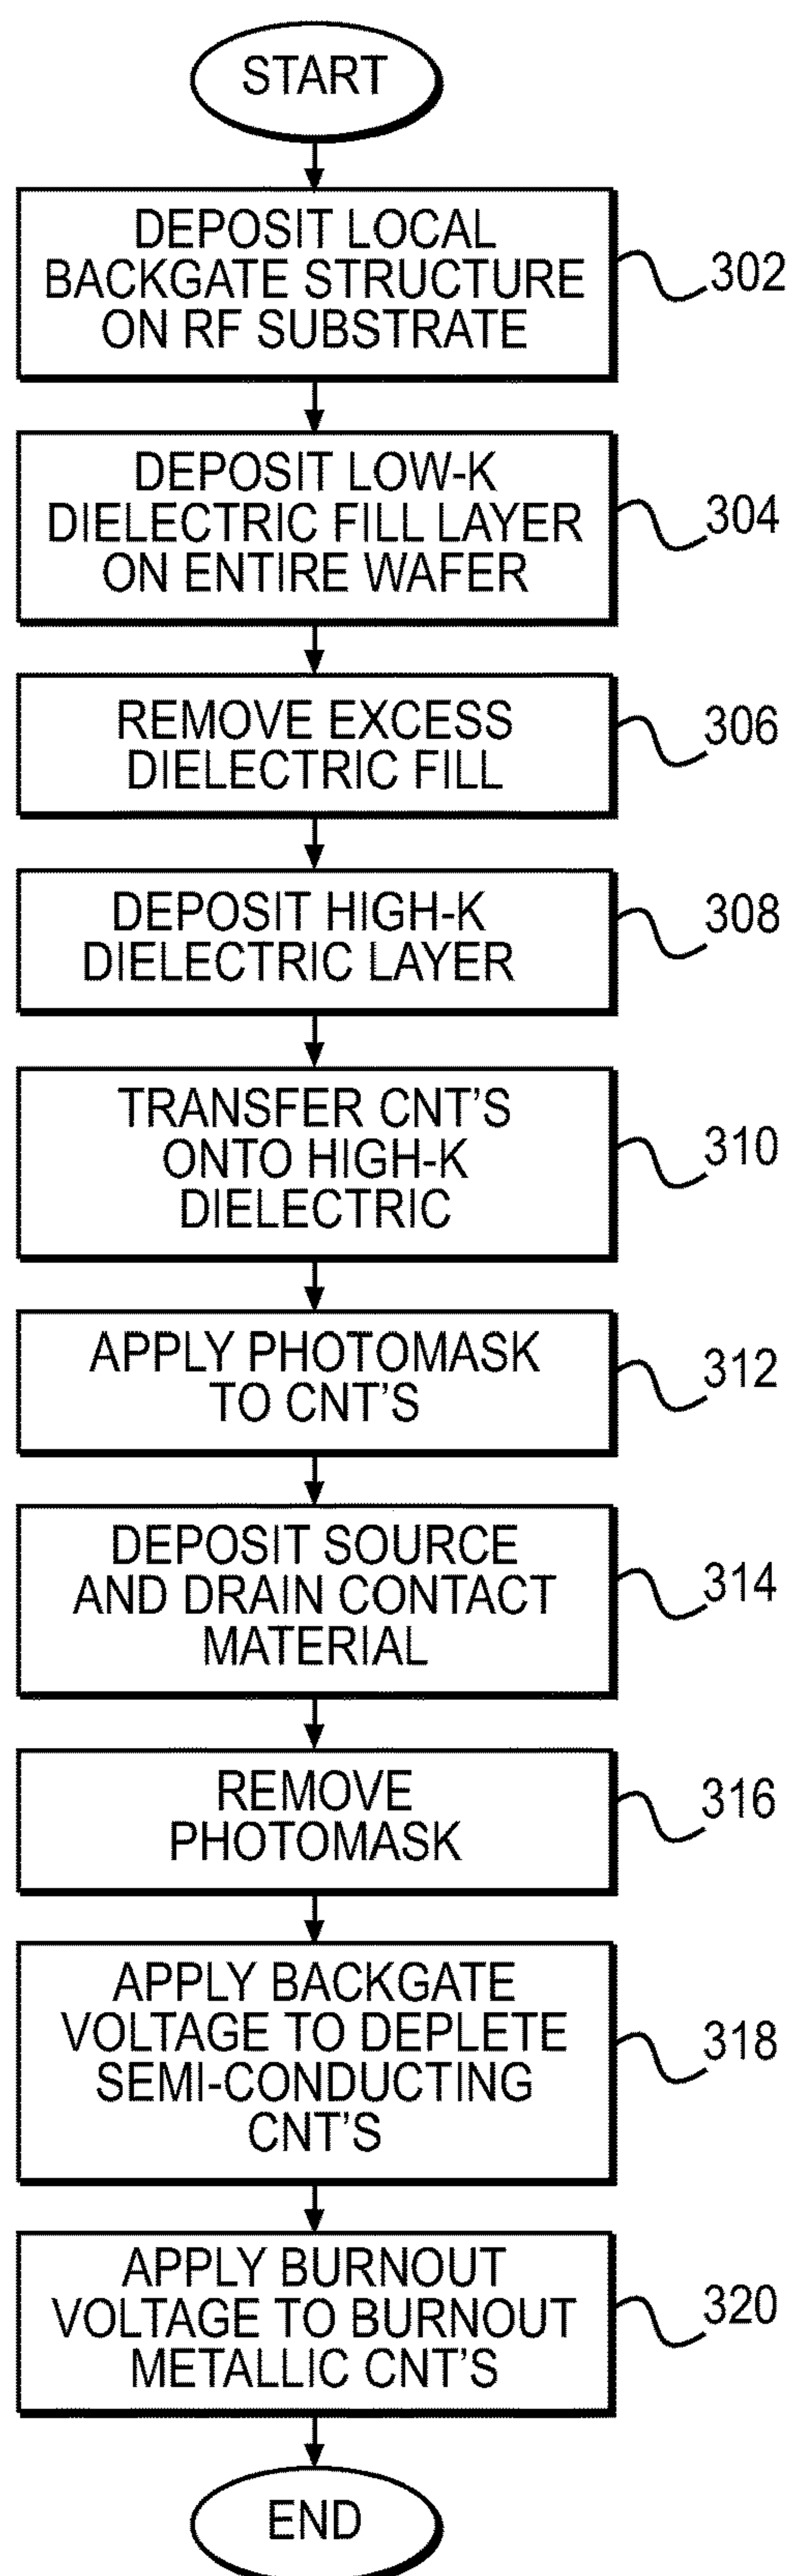 START
DEPOSIT LOCAL
BACKGATE STRUCTURE
ON RF SUBSTRATE
302
DEPOSIT LOW-K
DIELECTRIC FILL LAYER
ON ENTIRE WAFER
304
REMOVE EXCESS
DIELECTRIC FILL
306
DEPOSIT HIGH-K
DIELECTRIC LAYER
308
TRANSFER CNT'S
ONTO HIGH-K
DIELECTRIC
310
APPLY PHOTOMASK
TO CNT'S
312
DEPOSIT SOURCE
AND DRAIN CONTACT
MATERIAL
314
REMOVE
PHOTOMASK
316
APPLY BACKGATE
VOLTAGE TO DEPLETE
SEMI-CONDUCTING
CNT'S
318
APPLY BURNOUT
VOLTAGE TO BURNOUT
METALLIC CNT'S
320
END